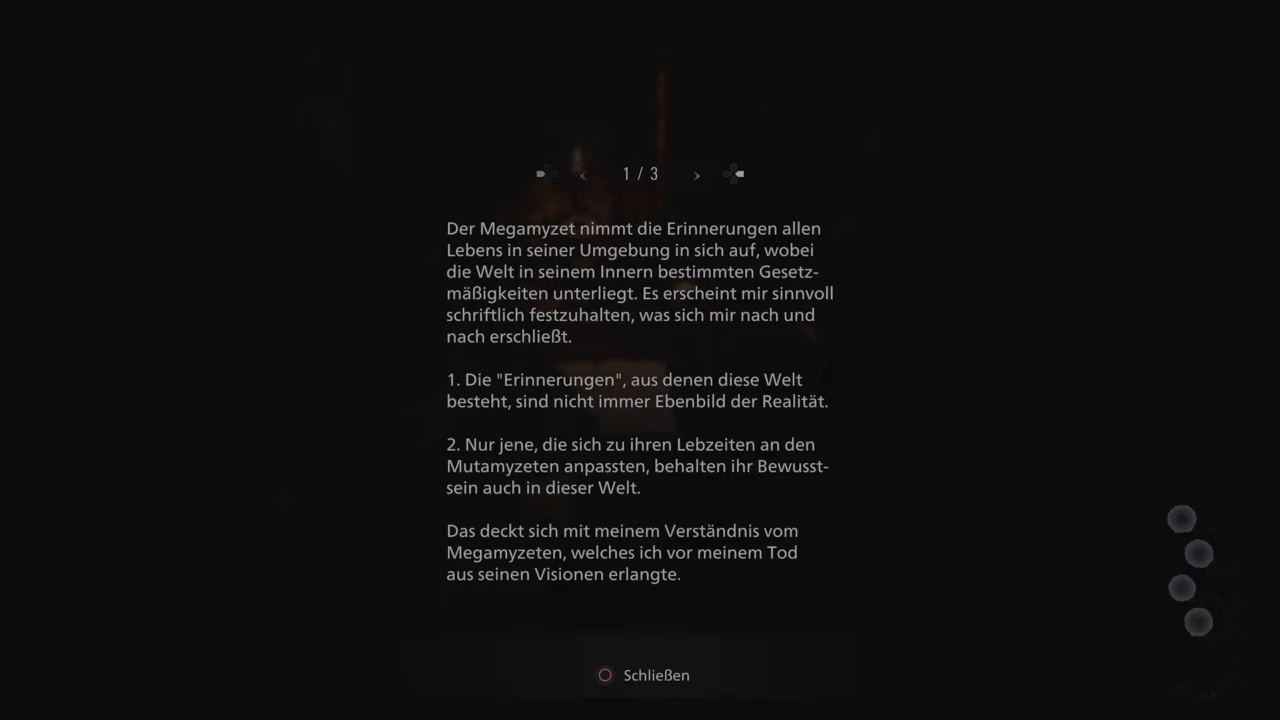 1 / 3
Der Megamyzet nimmt die Erinnerungen allen
Lebens in seiner Umgebung in sich auf, wobei
die Welt in seinem Innern bestimmten Gesetz-
mäßigkeiten unterliegt. Es erscheint mir sinnvoll
schriftlich festzuhalten, was sich mir nach und
nach erschließt.
1. Die "Erinnerungen", aus denen diese Welt
besteht, sind nicht immer Ebenbild der Realität.
2. Nur jene, die sich zu ihren Lebzeiten an den
Mutamyzeten anpassten, behalten ihr Bewusst-
sein auch in dieser Welt.
Das deckt sich mit meinem Verständnis vom
Megamyzeten, welches ich vor meinem Tod
aus seinen Visionen erlangte.
Schließen